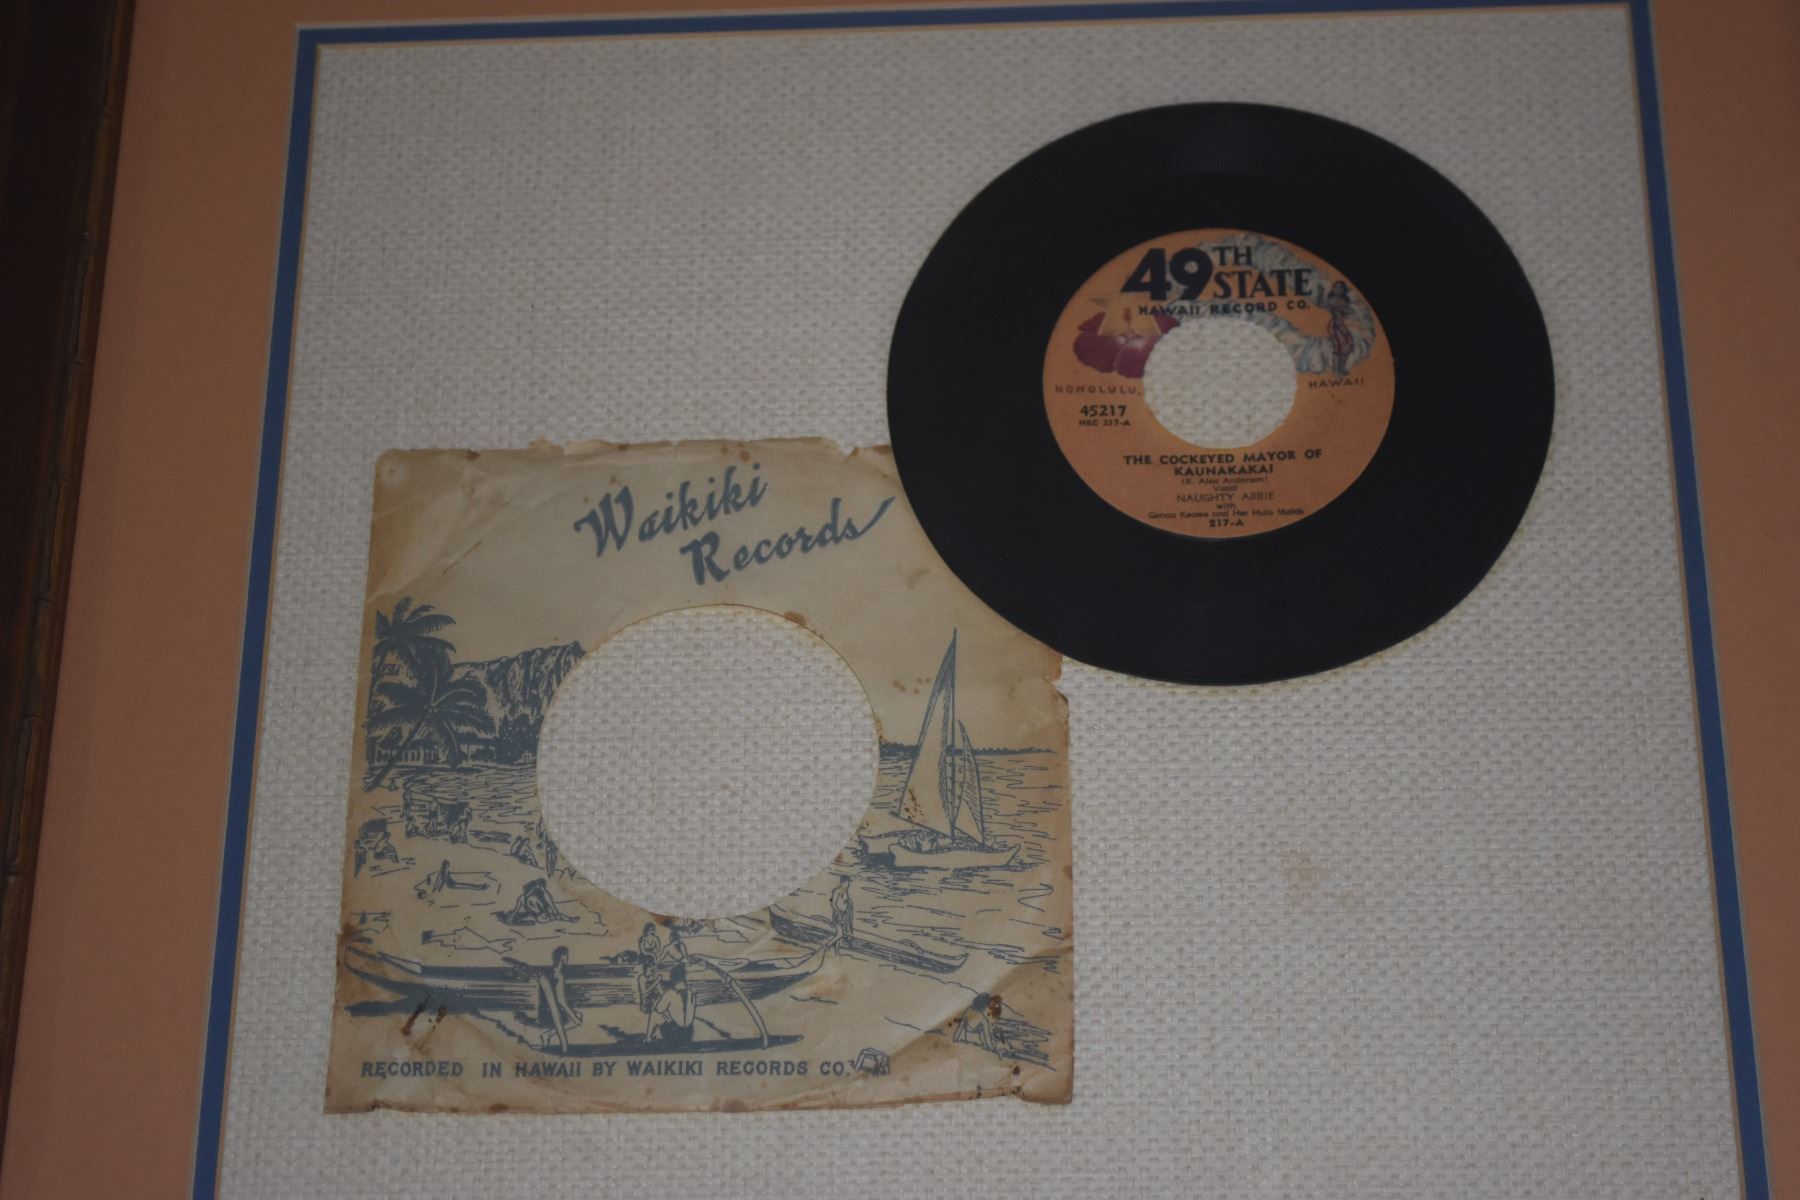 49TH
STATE
HAWAII RECORD CO.
HONOLULU, HAWAII
45217
HRC 217-A
THE COCKEYED MAYOR OF
KAUNAKAKAI
(R. Alex Anderson)
Vocal
NAUGHTY ABBIE
with
Genoa Keawe and Her Hula Maids
217-A
Waikiki
Records
RECORDED IN HAWAII BY WAIKIKI RECORDS CO.